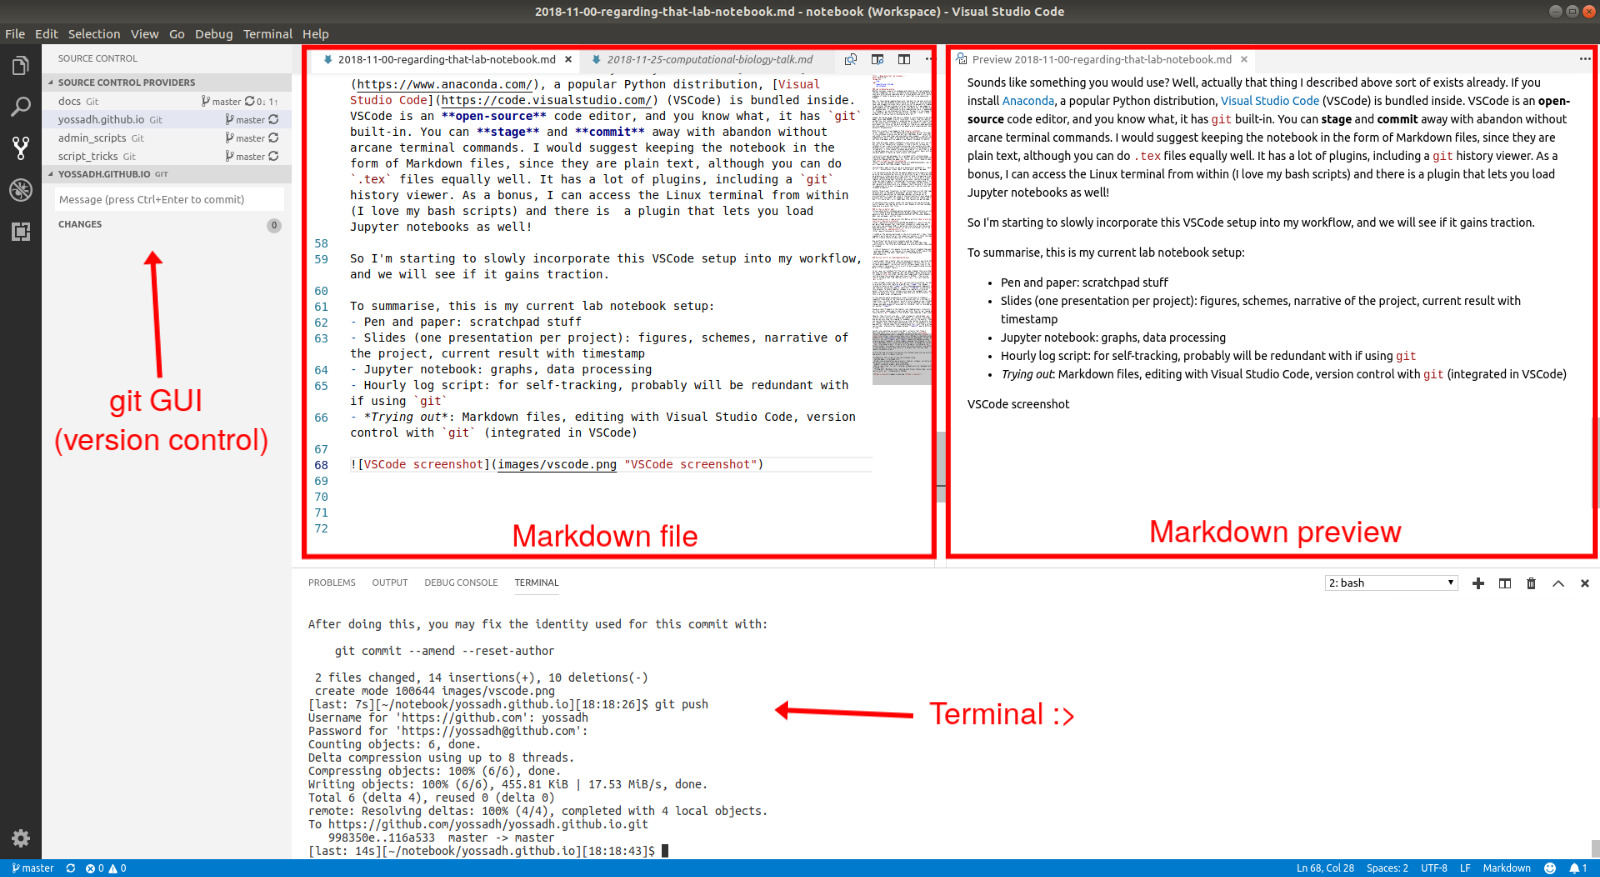 2018-11-00-regarding-that-lab-notebook.md - notebook (Workspace) - Visual Studio Code
File Edit Selection View Go Debug Terminal Help
SOURCE CONTROL
SOURCE CONTROL PROVIDERS
docs Git master 0↓ 1↑
yossadh.github.io Git master
admin_scripts Git master
script_tricks Git master
YOSSADH.GITHUB.IO GIT
Message (press Ctrl+Enter to commit)
CHANGES 0
git GUI
(version control)
2018-11-00-regarding-that-lab-notebook.md × 2018-11-25-computational-biology-talk.md
(https://www.anaconda.com/), a popular Python distribution, [Visual
Studio Code](https://code.visualstudio.com/) (VSCode) is bundled inside.
VSCode is an **open-source** code editor, and you know what, it has `git`
built-in. You can **stage** and **commit** away with abandon without
arcane terminal commands. I would suggest keeping the notebook in the
form of Markdown files, since they are plain text, although you can do
`.tex` files equally well. It has a lot of plugins, including a `git`
history viewer. As a bonus, I can access the Linux terminal from within
(I love my bash scripts) and there is  a plugin that lets you load
Jupyter notebooks as well!
58
59 So I'm starting to slowly incorporate this VSCode setup into my workflow,
and we will see if it gains traction.
60
61 To summarise, this is my current lab notebook setup:
62 - Pen and paper: scratchpad stuff
63 - Slides (one presentation per project): figures, schemes, narrative of
the project, current result with timestamp
64 - Jupyter notebook: graphs, data processing
65 - Hourly log script: for self-tracking, probably will be redundant with
if using `git`
66 - *Trying out*: Markdown files, editing with Visual Studio Code, version
control with `git` (integrated in VSCode)
67
68 ![VSCode screenshot](images/vscode.png "VSCode screenshot")
69
70
71
72
Markdown file
Preview 2018-11-00-regarding-that-lab-notebook.md ×
Sounds like something you would use? Well, actually that thing I described above sort of exists already. If you
install Anaconda, a popular Python distribution, Visual Studio Code (VSCode) is bundled inside. VSCode is an open-
source code editor, and you know what, it has git built-in. You can stage and commit away with abandon without
arcane terminal commands. I would suggest keeping the notebook in the form of Markdown files, since they are
plain text, although you can do .tex files equally well. It has a lot of plugins, including a git history viewer. As a
bonus, I can access the Linux terminal from within (I love my bash scripts) and there is a plugin that lets you load
Jupyter notebooks as well!
So I'm starting to slowly incorporate this VSCode setup into my workflow, and we will see if it gains traction.
To summarise, this is my current lab notebook setup:
• Pen and paper: scratchpad stuff
• Slides (one presentation per project): figures, schemes, narrative of the project, current result with
timestamp
• Jupyter notebook: graphs, data processing
• Hourly log script: for self-tracking, probably will be redundant with if using git
• Trying out: Markdown files, editing with Visual Studio Code, version control with git (integrated in VSCode)
VSCode screenshot
Markdown preview
PROBLEMS OUTPUT DEBUG CONSOLE TERMINAL 2: bash
After doing this, you may fix the identity used for this commit with:
git commit --amend --reset-author
2 files changed, 14 insertions(+), 10 deletions(-)
create mode 100644 images/vscode.png
[last: 7s][~/notebook/yossadh.github.io][18:18:26]$ git push
Username for 'https://github.com': yossadh
Password for 'https://yossadh@github.com':
Counting objects: 6, done.
Delta compression using up to 8 threads.
Compressing objects: 100% (6/6), done.
Writing objects: 100% (6/6), 455.81 KiB | 17.53 MiB/s, done.
Total 6 (delta 4), reused 0 (delta 0)
remote: Resolving deltas: 100% (4/4), completed with 4 local objects.
To https://github.com/yossadh/yossadh.github.io.git
998350e..116a533  master -> master
[last: 14s][~/notebook/yossadh.github.io][18:18:43]$
Terminal :>
master 0 0 Ln 68, Col 28 Spaces: 2 UTF-8 LF Markdown 1